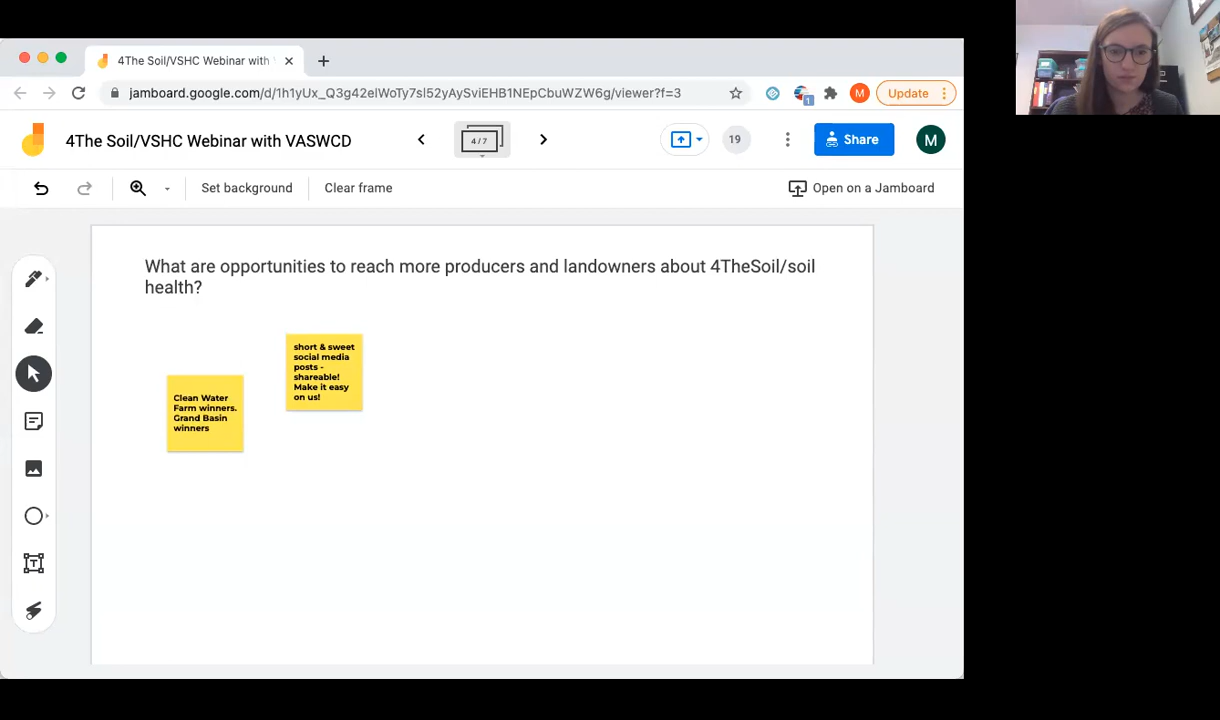 4The Soil/VSHC Webinar with
jamboard.google.com/d/1h1yUx_Q3g42elWoTy7sl52yAySviEHB1NEpCbuWZW6g/viewer?f=3
1
M
Update
4The Soil/VSHC Webinar with VASWCD
4 / 7
19
Share
M
Set background
Clear frame
Open on a Jamboard
What are opportunities to reach more producers and landowners about 4TheSoil/soil
health?
short & sweet
social media
posts -
shareable!
Make it easy
on us!
Clean Water
Farm winners.
Grand Basin
winners
T